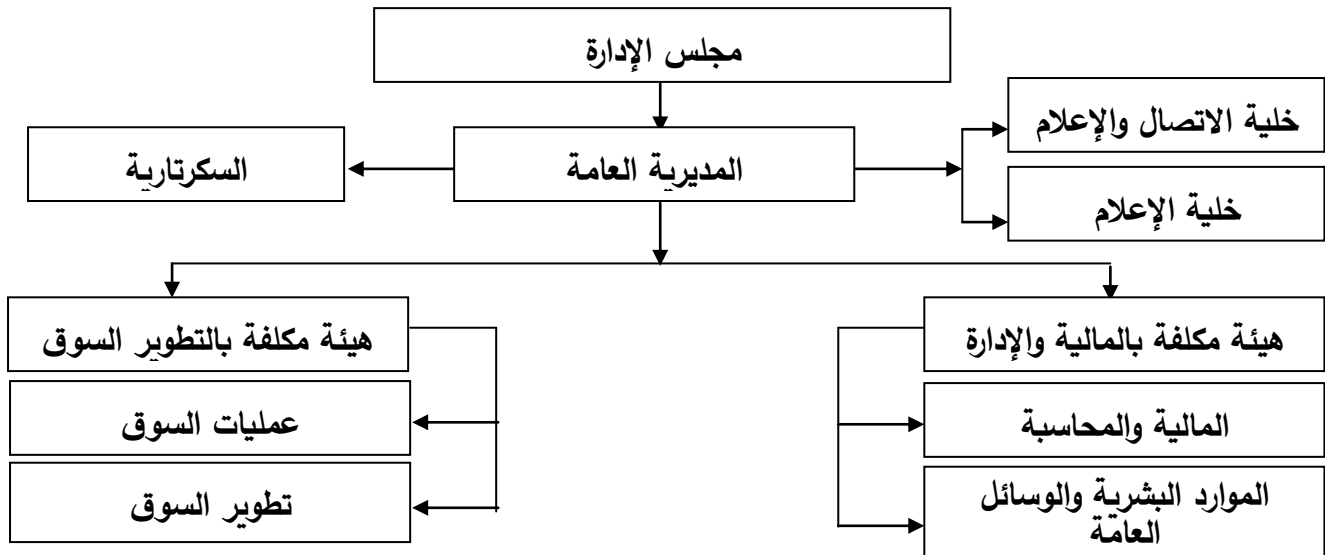 مجلس الإدارة
خلية الاتصال والإعلام
المديرية العامة
السكرتارية
خلية الإعلام
هيئة مكلفة بالمالية والإدارة
هيئة مكلفة بالتطوير السوق
المالية والمحاسبة
عمليات السوق
الموارد البشرية والوسائل
العامة
تطوير السوق